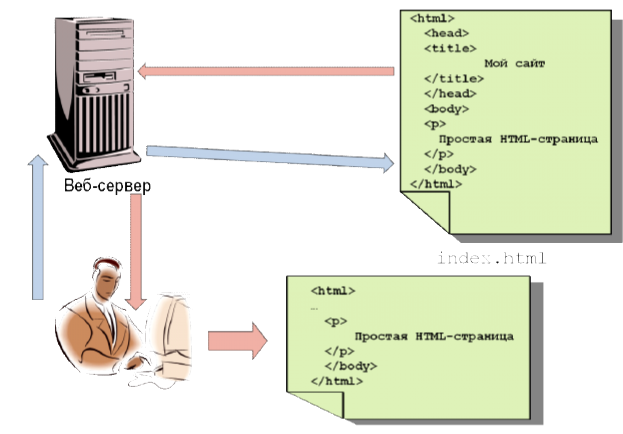 <html>
<head>
<title>
Мой сайт
</title>
</head>
<body>
<p>
Простая HTML-страница
</p>
</body>
</html>
Веб-сервер
index.html
<html>
…
<p>
Простая HTML-страница
</p>
</body>
</html>